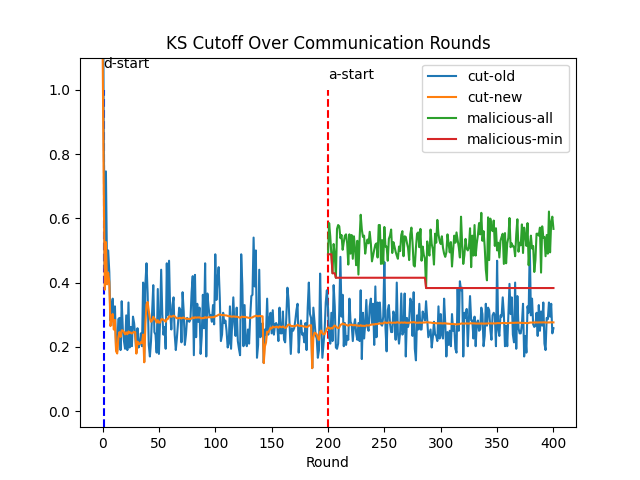 KS Cutoff Over Communication Rounds
d-start
a-start
cut-old
cut-new
malicious-all
malicious-min
1.0
0.8
0.6
0.4
0.2
0.0
0
50
100
150
200
250
300
350
400
Round